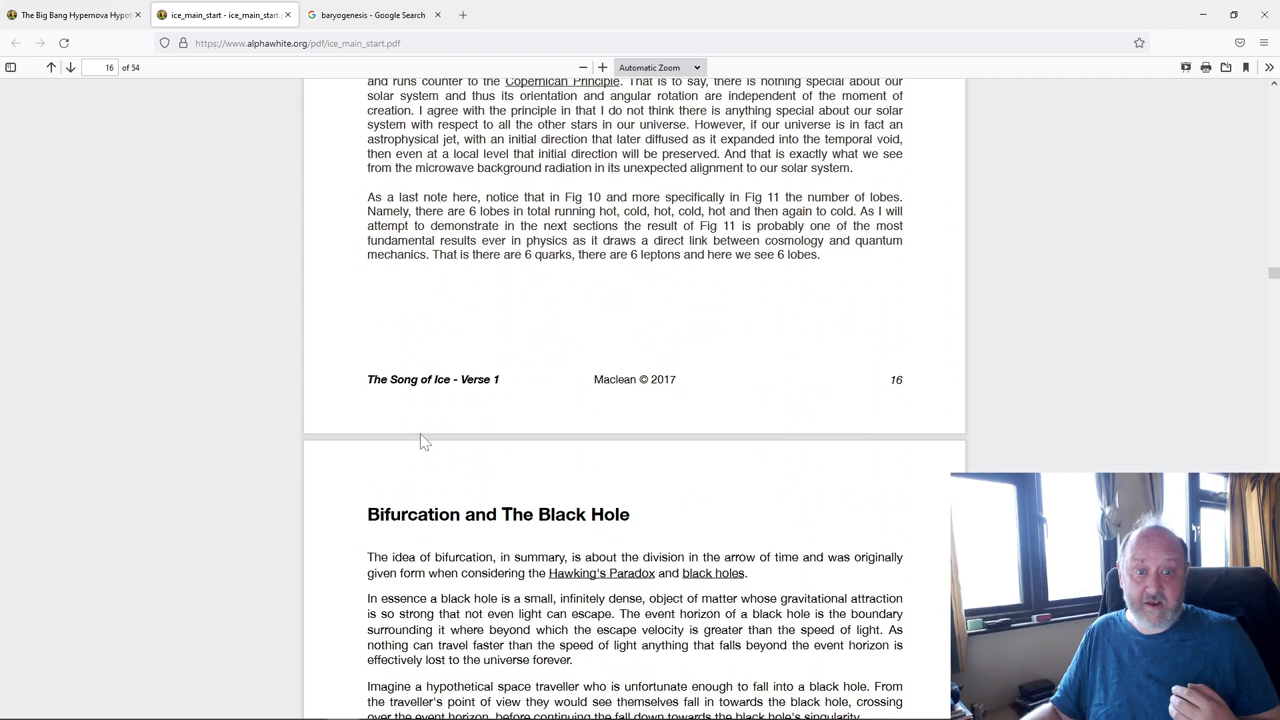 The Big Bang Hypernova Hypot
ice_main_start - ice_main_start.
baryogenesis - Google Search
https://www.alphawhite.org/pdf/ice_main_start.pdf
16 of 54
Automatic Zoom
and runs counter to the Copernican Principle. That is to say, there is nothing special about our
solar system and thus its orientation and angular rotation are independent of the moment of
creation. I agree with the principle in that I do not think there is anything special about our solar
system with respect to all the other stars in our universe. However, if our universe is in fact an
astrophysical jet, with an initial direction that later diffused as it expanded into the temporal void,
then even at a local level that initial direction will be preserved. And that is exactly what we see
from the microwave background radiation in its unexpected alignment to our solar system.
As a last note here, notice that in Fig 10 and more specifically in Fig 11 the number of lobes.
Namely, there are 6 lobes in total running hot, cold, hot, cold, hot and then again to cold. As I will
attempt to demonstrate in the next sections the result of Fig 11 is probably one of the most
fundamental results ever in physics as it draws a direct link between cosmology and quantum
mechanics. That is there are 6 quarks, there are 6 leptons and here we see 6 lobes.
The Song of Ice - Verse 1 Maclean © 2017 16
Bifurcation and The Black Hole
The idea of bifurcation, in summary, is about the division in the arrow of time and was originally
given form when considering the Hawking's Paradox and black holes.
In essence a black hole is a small, infinitely dense, object of matter whose gravitational attraction
is so strong that not even light can escape. The event horizon of a black hole is the boundary
surrounding it where beyond which the escape velocity is greater than the speed of light. As
nothing can travel faster than the speed of light anything that falls beyond the event horizon is
effectively lost to the universe forever.
Imagine a hypothetical space traveller who is unfortunate enough to fall into a black hole. From
the traveller's point of view they would see themselves fall in towards the black hole, crossing
over the event horizon, before continuing the fall down towards the black hole's singularity.